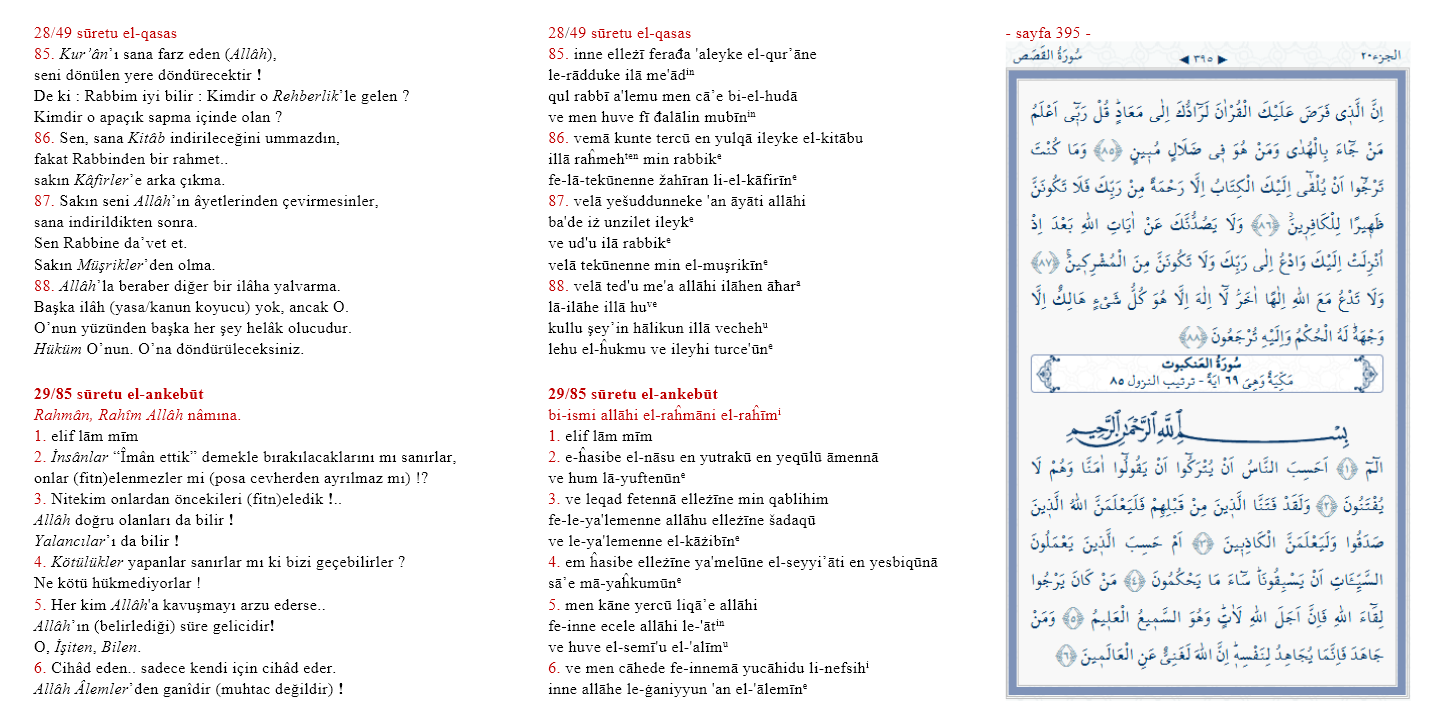 28/49 sūretu el-qasas
85. Kur’ân’ı sana farz eden (Allâh),
seni dönülen yere döndürecektir !
De ki : Rabbim iyi bilir : Kimdir o Rehberlik’le gelen ?
Kimdir o apaçık sapma içinde olan ?
86. Sen, sana Kitâb indirileceğini ummazdın,
fakat Rabbinden bir rahmet..
sakın Kâfirler’e arka çıkma.
87. Sakın seni Allâh’ın âyetlerinden çevirmesinler,
sana indirildikten sonra.
Sen Rabbine da’vet et.
Sakın Müşrikler’den olma.
88. Allâh’la beraber diğer bir ilâha yalvarma.
Başka ilâh (yasa/kanun koyucu) yok, ancak O.
O’nun yüzünden başka her şey helâk olucudur.
Hüküm O’nun. O’na döndürüleceksiniz.
29/85 sūretu el-ankebūt
Rahmân, Rahîm Allâh nâmına.
1. elif lām mīm
2. İnsânlar “Îmân ettik” demekle bırakılacaklarını mı sanırlar,
onlar (fitn)elenmezler mi (posa cevherden ayrılmaz mı) !?
3. Nitekim onlardan öncekileri (fitn)eledik !..
Allâh doğru olanları da bilir !
Yalancılar’ı da bilir !
4. Kötülükler yapanlar sanırlar mı ki bizi geçebilirler ?
Ne kötü hükmediyorlar !
5. Her kim Allâh'a kavuşmayı arzu ederse..
Allâh’ın (belirlediği) süre gelicidir!
O, İşiten, Bilen.
6. Cihâd eden.. sadece kendi için cihâd eder.
Allâh Âlemler’den ganîdir (muhtac değildir) !
28/49 sūretu el-qasas
85. inne elleżī ferađa 'aleyke el-qur’āne
le-rādduke ilā me'ādⁱⁿ
qul rabbī a'lemu men cā’e bi-el-hudā
ve men huve fī đalālin mubīnⁱⁿ
86. vemā kunte tercū en yulqā ileyke el-kitābu
illā raĥmehᵗᵉⁿ min rabbikᵉ
fe-lā-tekūnenne žahīran li-el-kāfirīnᵉ
87. velā yešuddunneke 'an āyāti allāhi
ba'de iż unzilet ileykᵉ
ve ud'u ilā rabbikᵉ
velā tekūnenne min el-muşrikīnᵉ
88. velā ted'u me'a allāhi ilāhen āħarᵃ
lā-ilāhe illā huᵛᵉ
kullu şey’in hālikun illā vechehᵘ
lehu el-ĥukmu ve ileyhi turce'ūnᵉ
29/85 sūretu el-ankebūt
bi-ismi allāhi el-raĥmāni el-raĥīmⁱ
1. elif lām mīm
2. e-ĥasibe el-nāsu en yutrakū en yeqūlū āmennā
ve hum lā-yuftenūnᵉ
3. ve leqad fetennā elleżīne min qablihim
fe-le-ya'lemenne allāhu elleżīne šadaqū
ve le-ya'lemenne el-kāżibīnᵉ
4. em ĥasibe elleżīne ya'melūne el-seyyi’āti en yesbiqūnā
sā’e mā-yaĥkumūnᵉ
5. men kāne yercū liqā’e allāhi
fe-inne ecele allāhi le-'ātⁱⁿ
ve huve el-semī'u el-'alīmᵘ
6. ve men cāhede fe-innemā yucāhidu li-nefsihⁱ
inne allāhe le-ġaniyyun 'an el-'ālemīnᵉ
- sayfa 395 -
الجزء ٢٠ ◀ ٣٩٥ ▶ سُورَةُ الْقَصَصِ
اِنَّ الَّذٖي فَرَضَ عَلَيْكَ الْقُرْاٰنَ لَرَٓادُّكَ اِلٰى مَعَادٍؕ قُلْ رَبّٖٓي اَعْلَمُ
مَنْ جَٓاءَ بِالْهُدٰى وَمَنْ هُوَ فٖي ضَلَالٍ مُبٖينٍ ﴿٨٥﴾ وَمَا كُنْتَ
تَرْجُٓوا اَنْ يُلْقٰٓى اِلَيْكَ الْكِتَابُ اِلَّا رَحْمَةً مِنْ رَبِّكَ فَلَا تَكُونَنَّ
ظَهٖيرًا لِلْكَافِرٖينَؗ ﴿٨٦﴾ وَلَا يَصُدُّنَّكَ عَنْ اٰيَاتِ اللّٰهِ بَعْدَ اِذْ
اُنْزِلَتْ اِلَيْكَ وَادْعُ اِلٰى رَبِّكَ وَلَا تَكُونَنَّ مِنَ الْمُشْرِكٖينَۚ ﴿٨٧﴾
وَلَا تَدْعُ مَعَ اللّٰهِ اِلٰهًا اٰخَرَۘ لَٓا اِلٰهَ اِلَّا هُوَ كُلُّ شَيْءٍ هَالِكٌ اِلَّا
وَجْهَهُؕ لَهُ الْحُكْمُ وَاِلَيْهِ تُرْجَعُونَ ﴿٨٨﴾
سُورَةُ الْعَنْكَبُوتِ
مَكِّيَّةٌ وَهِيَ ٦٩ اٰيَةً - ترتيب النزول ٨٥
بِسْمِ اللّٰهِ الرَّحْمٰنِ الرَّحٖيمِ
الٓمٓ ﴿١﴾ اَحَسِبَ النَّاسُ اَنْ يُتْرَكُٓوا اَنْ يَقُولُٓوا اٰمَنَّا وَهُمْ لَا
يُفْتَنُونَ ﴿٢﴾ وَلَقَدْ فَتَنَّا الَّذٖينَ مِنْ قَبْلِهِمْ فَلَيَعْلَمَنَّ اللّٰهُ الَّذٖينَ
صَدَقُوا وَلَيَعْلَمَنَّ الْكَاذِبٖينَ ﴿٣﴾ اَمْ حَسِبَ الَّذٖينَ يَعْمَلُونَ
السَّيِّـَٔاتِ اَنْ يَسْبِقُونَاؕ سَٓاءَ مَا يَحْكُمُونَ ﴿٤﴾ مَنْ كَانَ يَرْجُوا
لِقَٓاءَ اللّٰهِ فَاِنَّ اَجَلَ اللّٰهِ لَاٰتٍؕ وَهُوَ السَّمٖيعُ الْعَلٖيمُ ﴿٥﴾ وَمَنْ
جَاهَدَ فَاِنَّمَا يُجَاهِدُ لِنَفْسِهٖؕ اِنَّ اللّٰهَ لَغَنِيٌّ عَنِ الْعَالَمٖينَ ﴿٦﴾